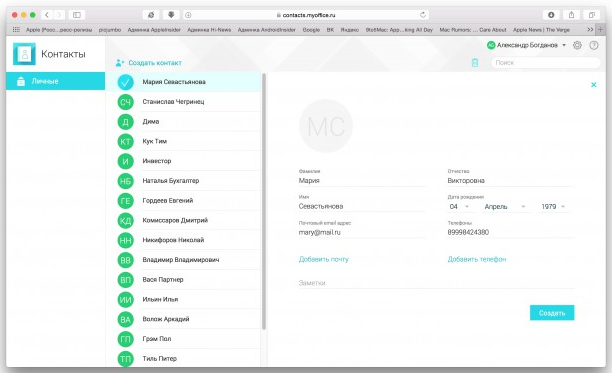 contacts.myoffice.ru
Apple (Росс...ресс-релизы picjumbo Админка AppleInsider Админка Hi-News Админка AndroidInsider Google ВК Яндекс 9to5Mac: App...king All Day Mac Rumors: ... Care About Apple News | The Verge
Контакты
АБ Александр Богданов
Создать контакт
Поиск
Личные
Мария Севастьянова
СЧ Станислав Чегринец
Д Дима
КТ Кук Тим
И Инвестор
НБ Наталья Бухгалтер
ГЕ Гордеев Евгений
КД Комиссаров Дмитрий
НН Никифоров Николай
ВВ Владимир Владимирович
ВП Вася Партнер
ИИ Ильин Илья
ВА Волож Аркадий
ГП Грэм Пол
ТП Тиль Питер
МС
Фамилия Отчество
Мария Викторовна
Имя Дата рождения
Севастьянова 04 Апрель 1979
Почтовый email адрес Телефоны
mary@mail.ru 89998424380
Добавить почту Добавить телефон
Заметки
Создать